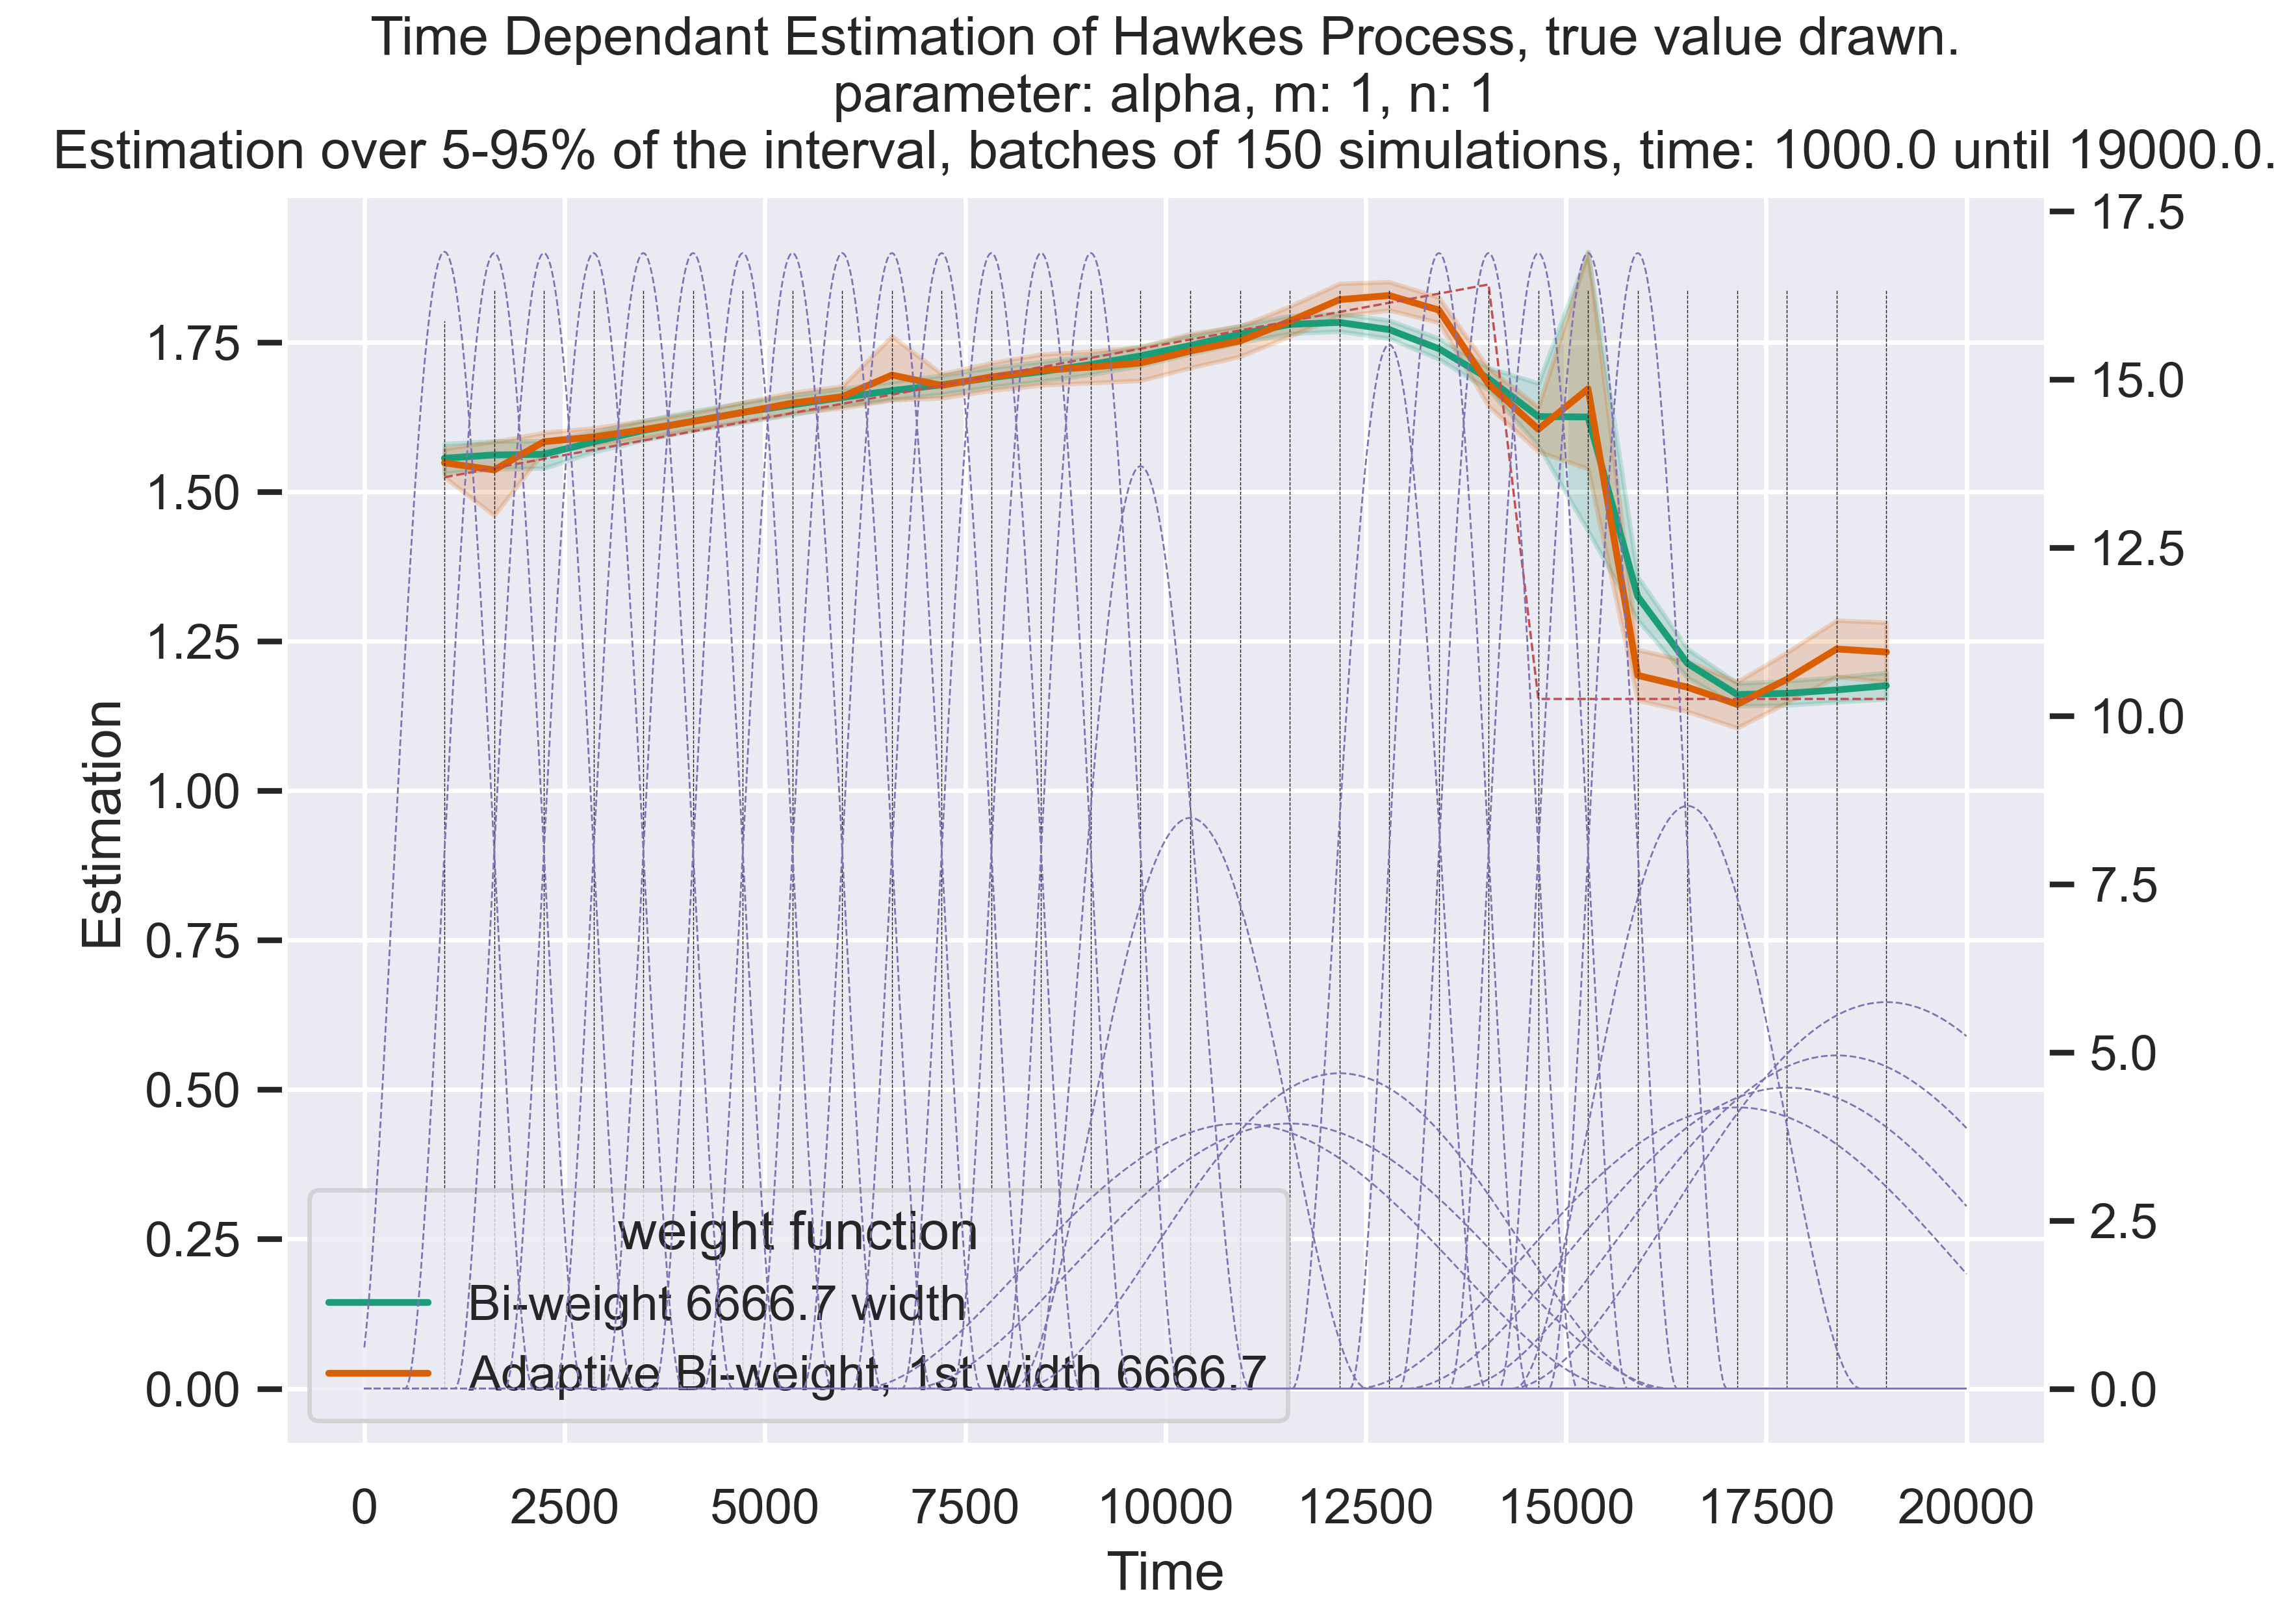 Time Dependant Estimation of Hawkes Process, true value drawn.
parameter: alpha, m: 1, n: 1
Estimation over 5-95% of the interval, batches of 150 simulations, time: 1000.0 until 19000.0.
Estimation
1.75
1.50
1.25
1.00
0.75
0.50
0.25
0.00
17.5
15.0
12.5
10.0
7.5
5.0
2.5
0.0
weight function
Bi-weight 6666.7 width
Adaptive Bi-weight, 1st width 6666.7
0 2500 5000 7500 10000 12500 15000 17500 20000
Time